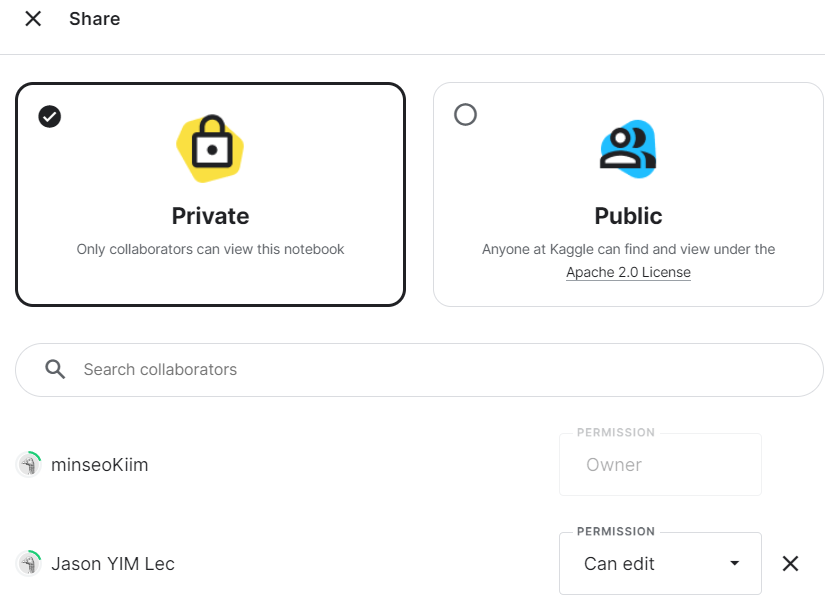 Share
Private
Only collaborators can view this notebook
Public
Anyone at Kaggle can find and view under the
Apache 2.0 License
Search collaborators
minseoKiim
PERMISSION
Owner
Jason YIM Lec
PERMISSION
Can edit